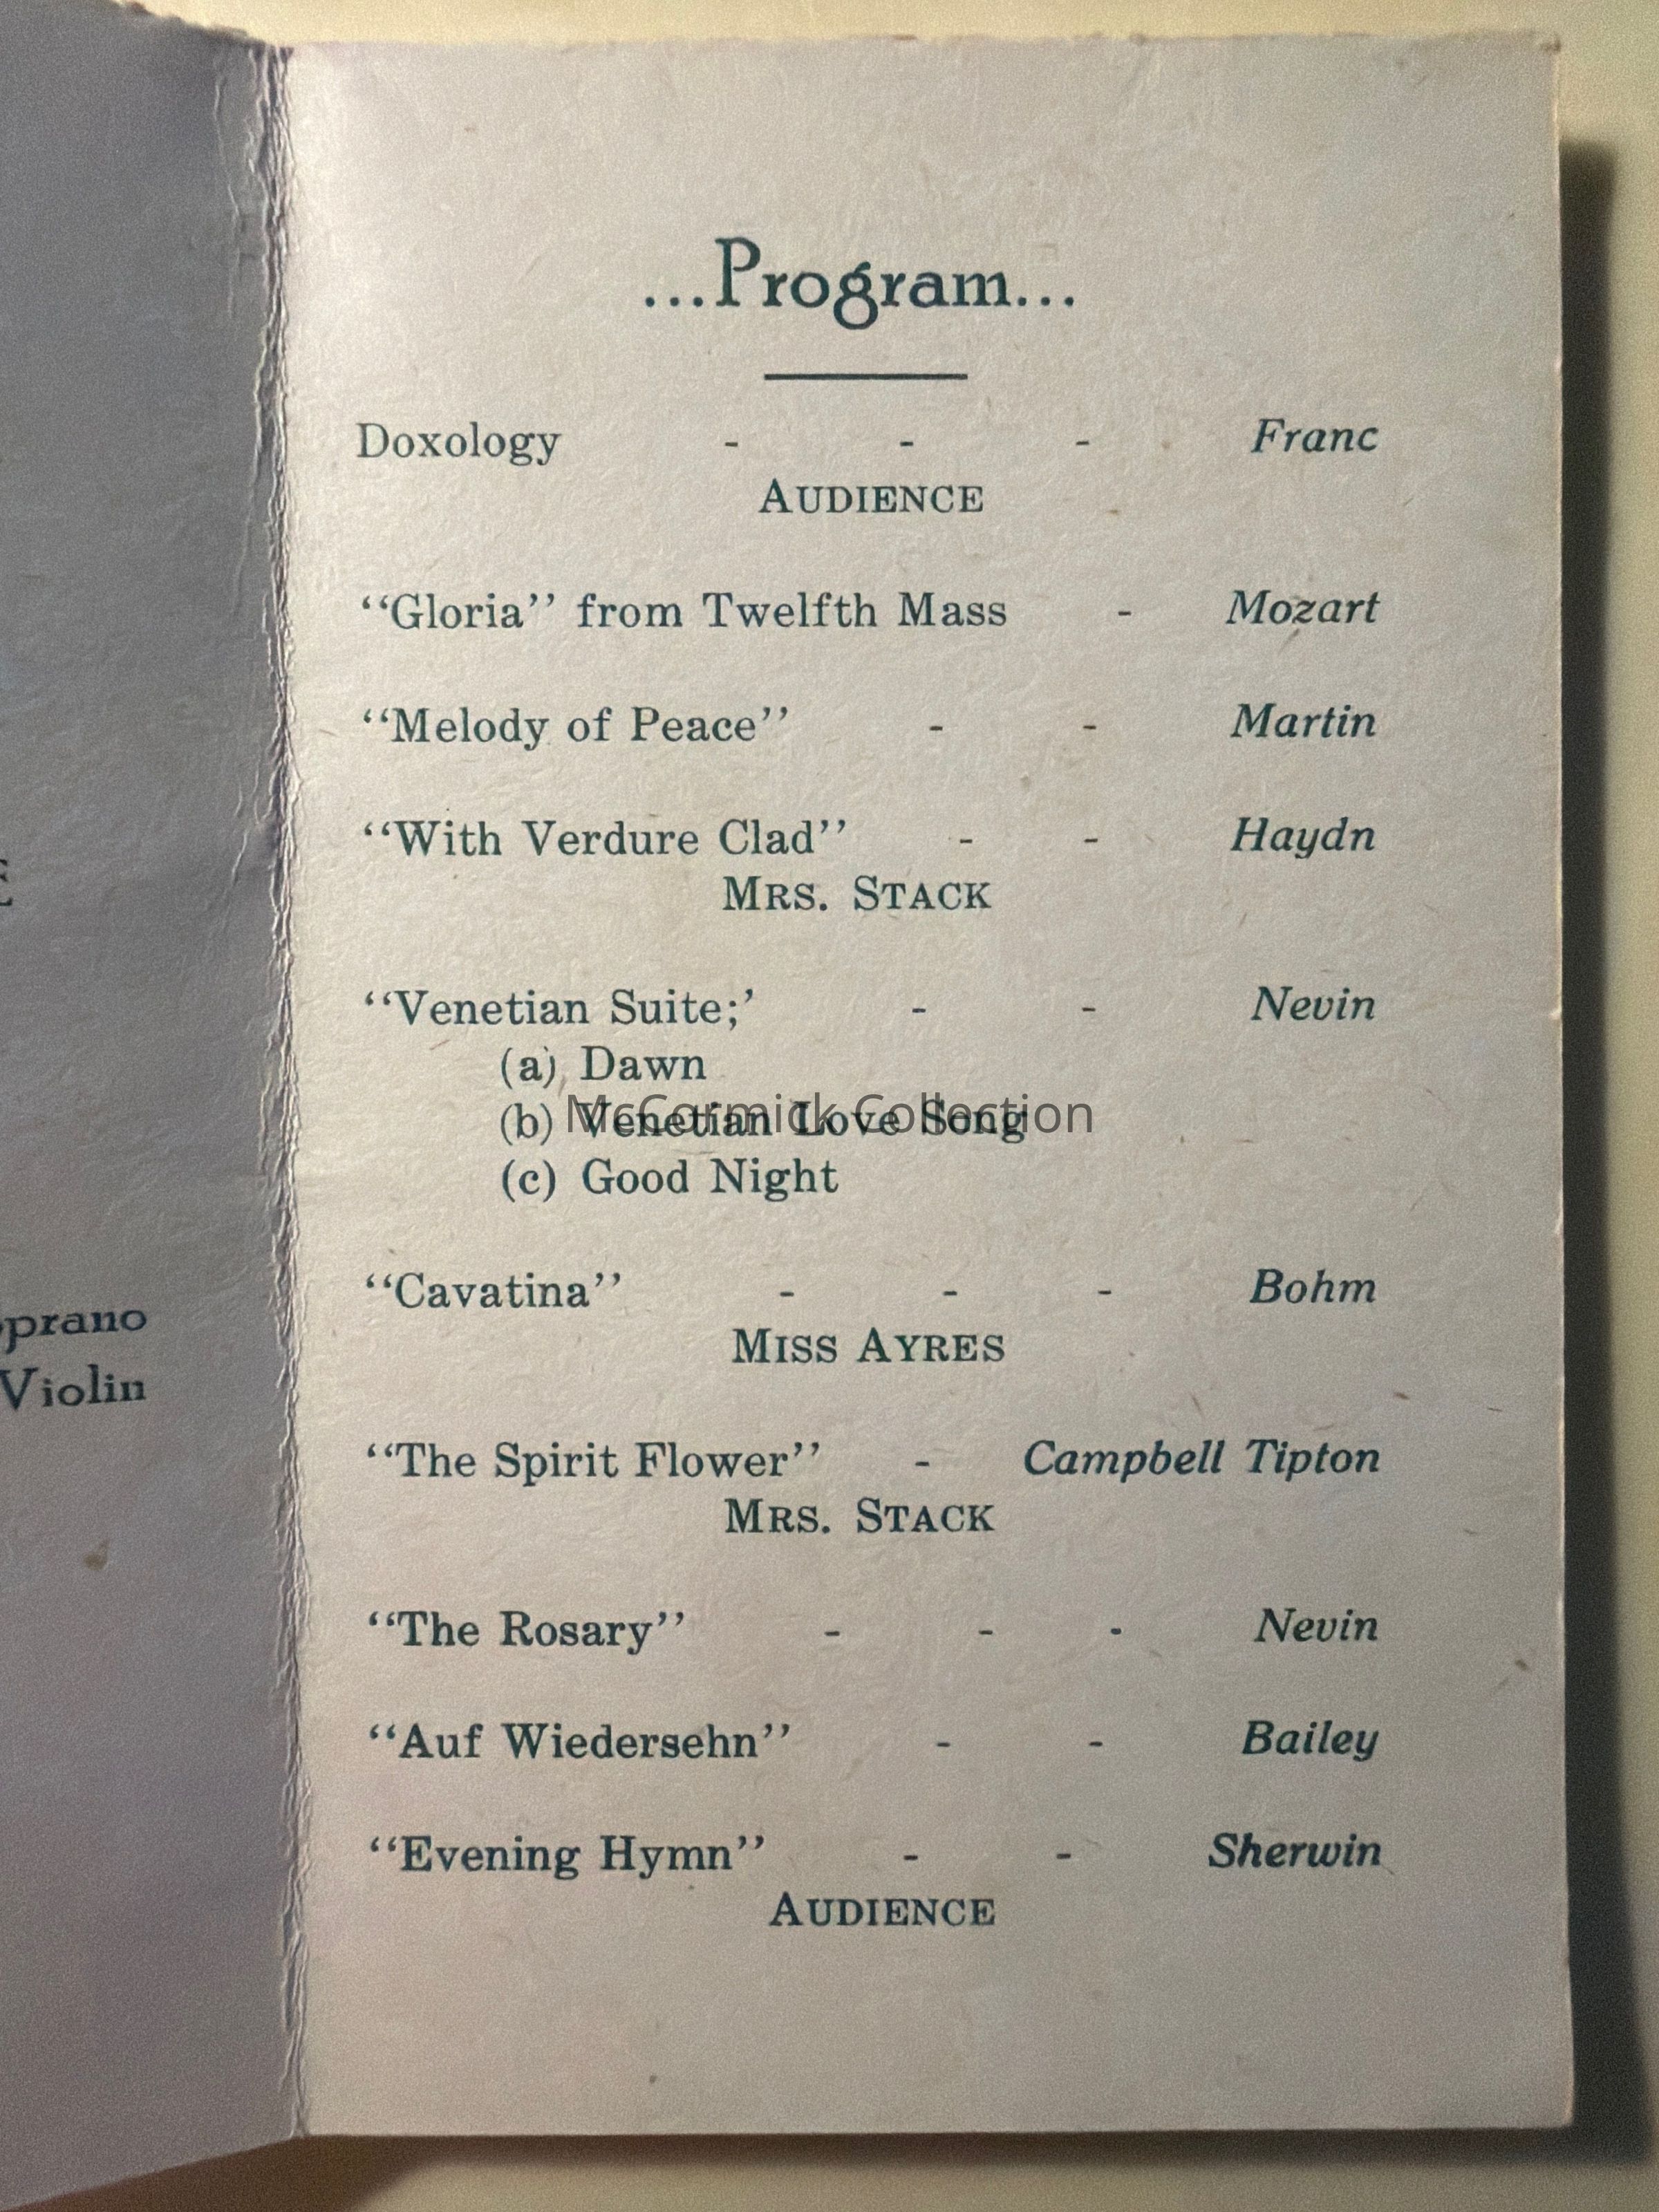 ...Program...
Doxology - - - Franc
AUDIENCE
‘‘Gloria’’ from Twelfth Mass - Mozart
‘‘Melody of Peace’’ - - Martin
‘‘With Verdure Clad’’ - - Haydn
MRS. STACK
‘‘Venetian Suite;’ - - Nevin
(a) Dawn
(b) Venetian Love Song
McCormick Collection
(c) Good Night
‘‘Cavatina’’ - - - Bohm
MISS AYRES
‘‘The Spirit Flower’’ - Campbell Tipton
MRS. STACK
‘‘The Rosary’’ - - - Nevin
‘‘Auf Wiedersehn’’ - - Bailey
‘‘Evening Hymn’’ - - Sherwin
AUDIENCE
Violin